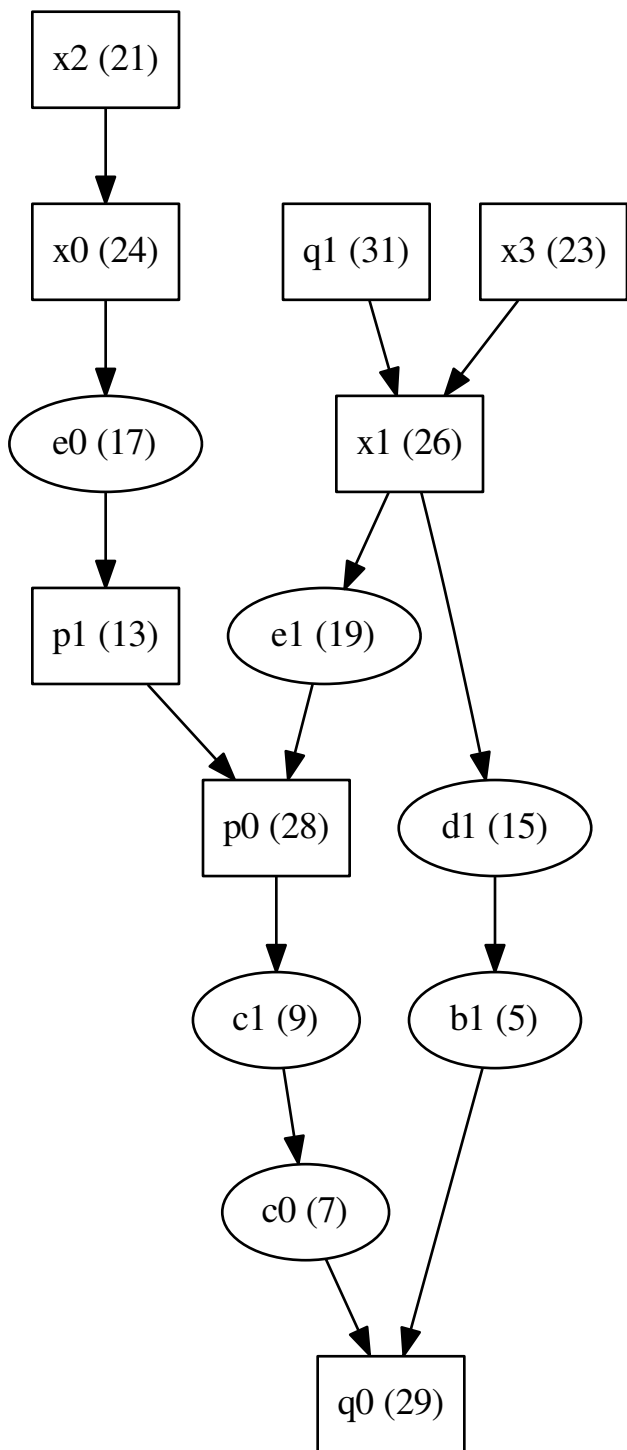 x2 (21)
x0 (24)
q1 (31)
x3 (23)
e0 (17)
x1 (26)
p1 (13)
e1 (19)
p0 (28)
d1 (15)
c1 (9)
b1 (5)
c0 (7)
q0 (29)